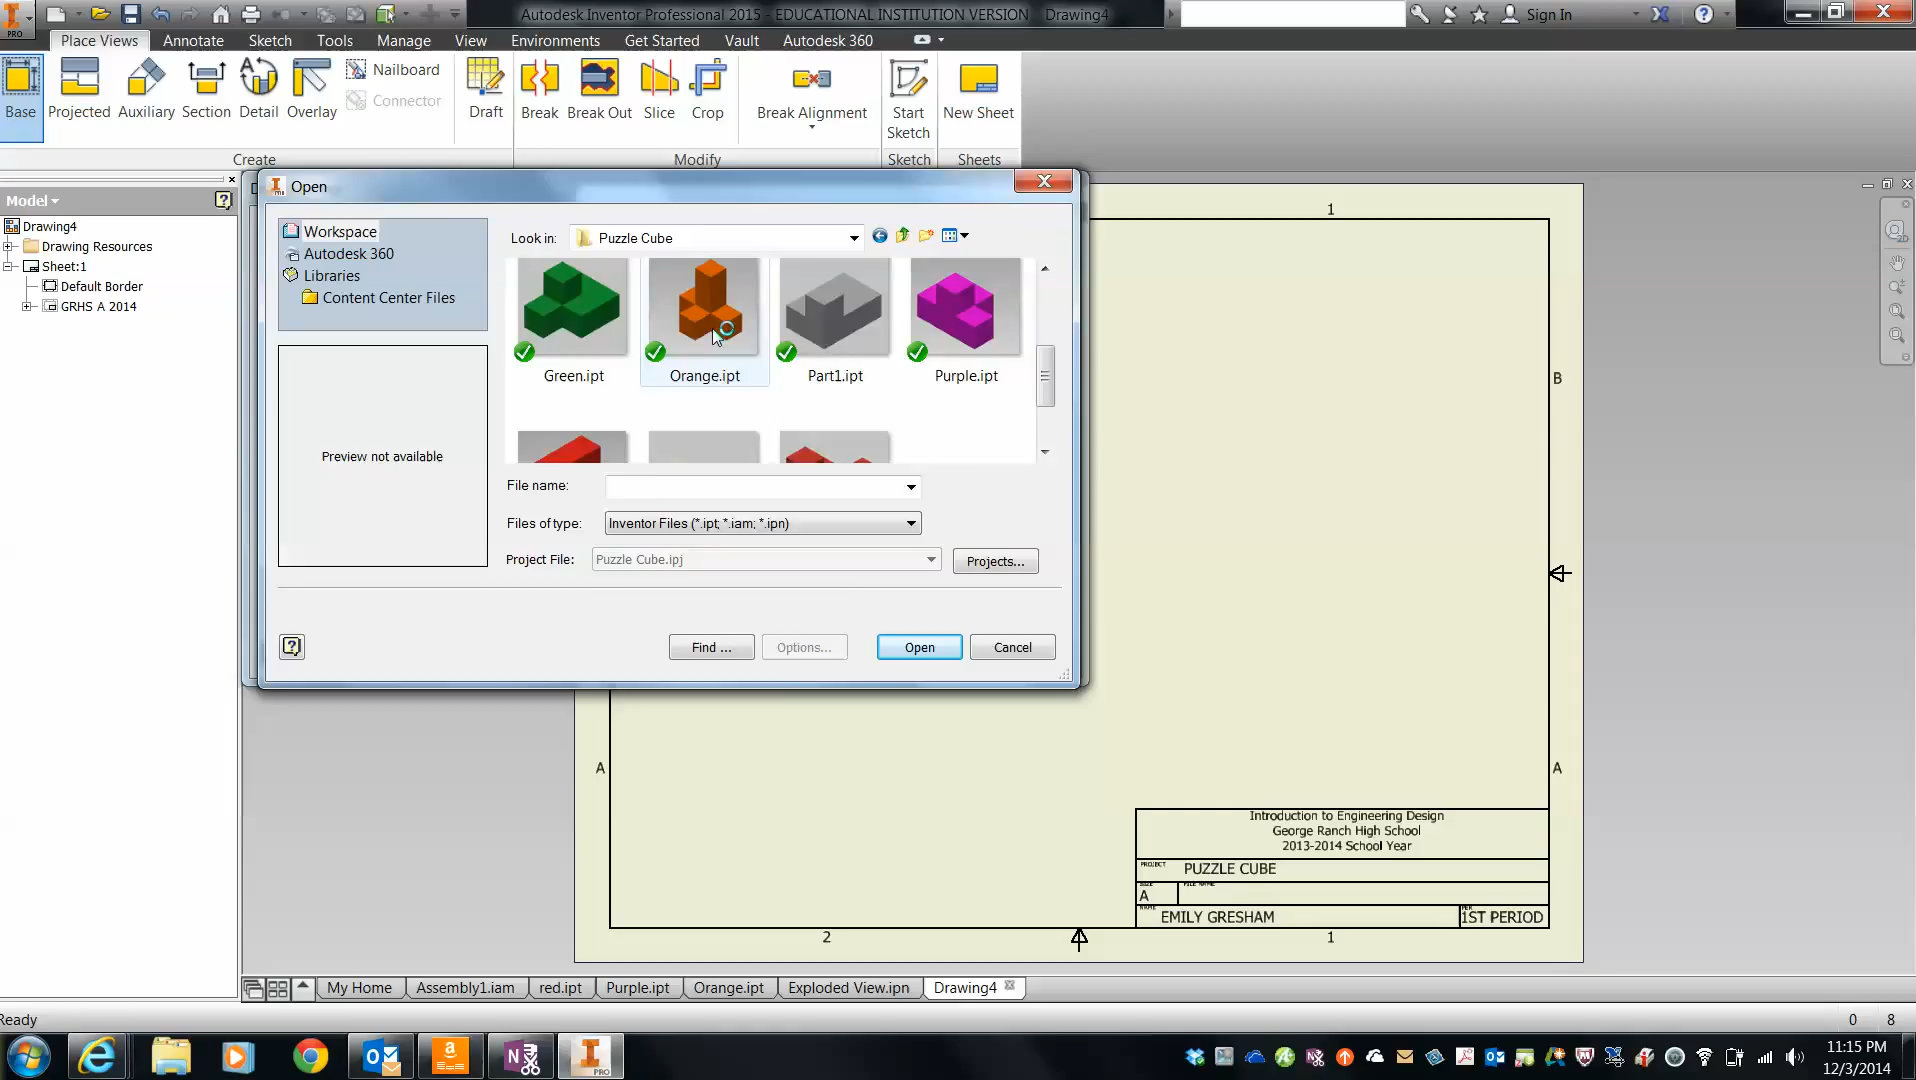 Autodesk Inventor Professional 2015 - EDUCATIONAL INSTITUTION VERSION Drawing4
Sign In
PRO
Place Views Annotate Sketch Tools Manage View Environments Get Started Vault Autodesk 360
Nailboard
Connector
Base Projected Auxiliary Section Detail Overlay Draft Break Break Out Slice Crop Break Alignment Start Sketch New Sheet
Create Modify Sketch Sheets
Model
Drawing4
Drawing Resources
Sheet:1
Default Border
GRHS A 2014
Open
Workspace
Autodesk 360
Libraries
Content Center Files
Look in: Puzzle Cube
Green.ipt Orange.ipt Part1.ipt Purple.ipt
Preview not available
File name:
Files of type: Inventor Files (*.ipt; *.iam; *.ipn)
Project File: Puzzle Cube.ipj Projects...
Find ... Options... Open Cancel
1
B
A A
2 1
Introduction to Engineering Design
George Ranch High School
2013-2014 School Year
PROJECT PUZZLE CUBE
SIZE FILE NAME
A
NAME EMILY GRESHAM 1ST PERIOD
My Home Assembly1.iam red.ipt Purple.ipt Orange.ipt Exploded View.ipn Drawing4
Ready 0 8
PRO
11:15 PM
12/3/2014